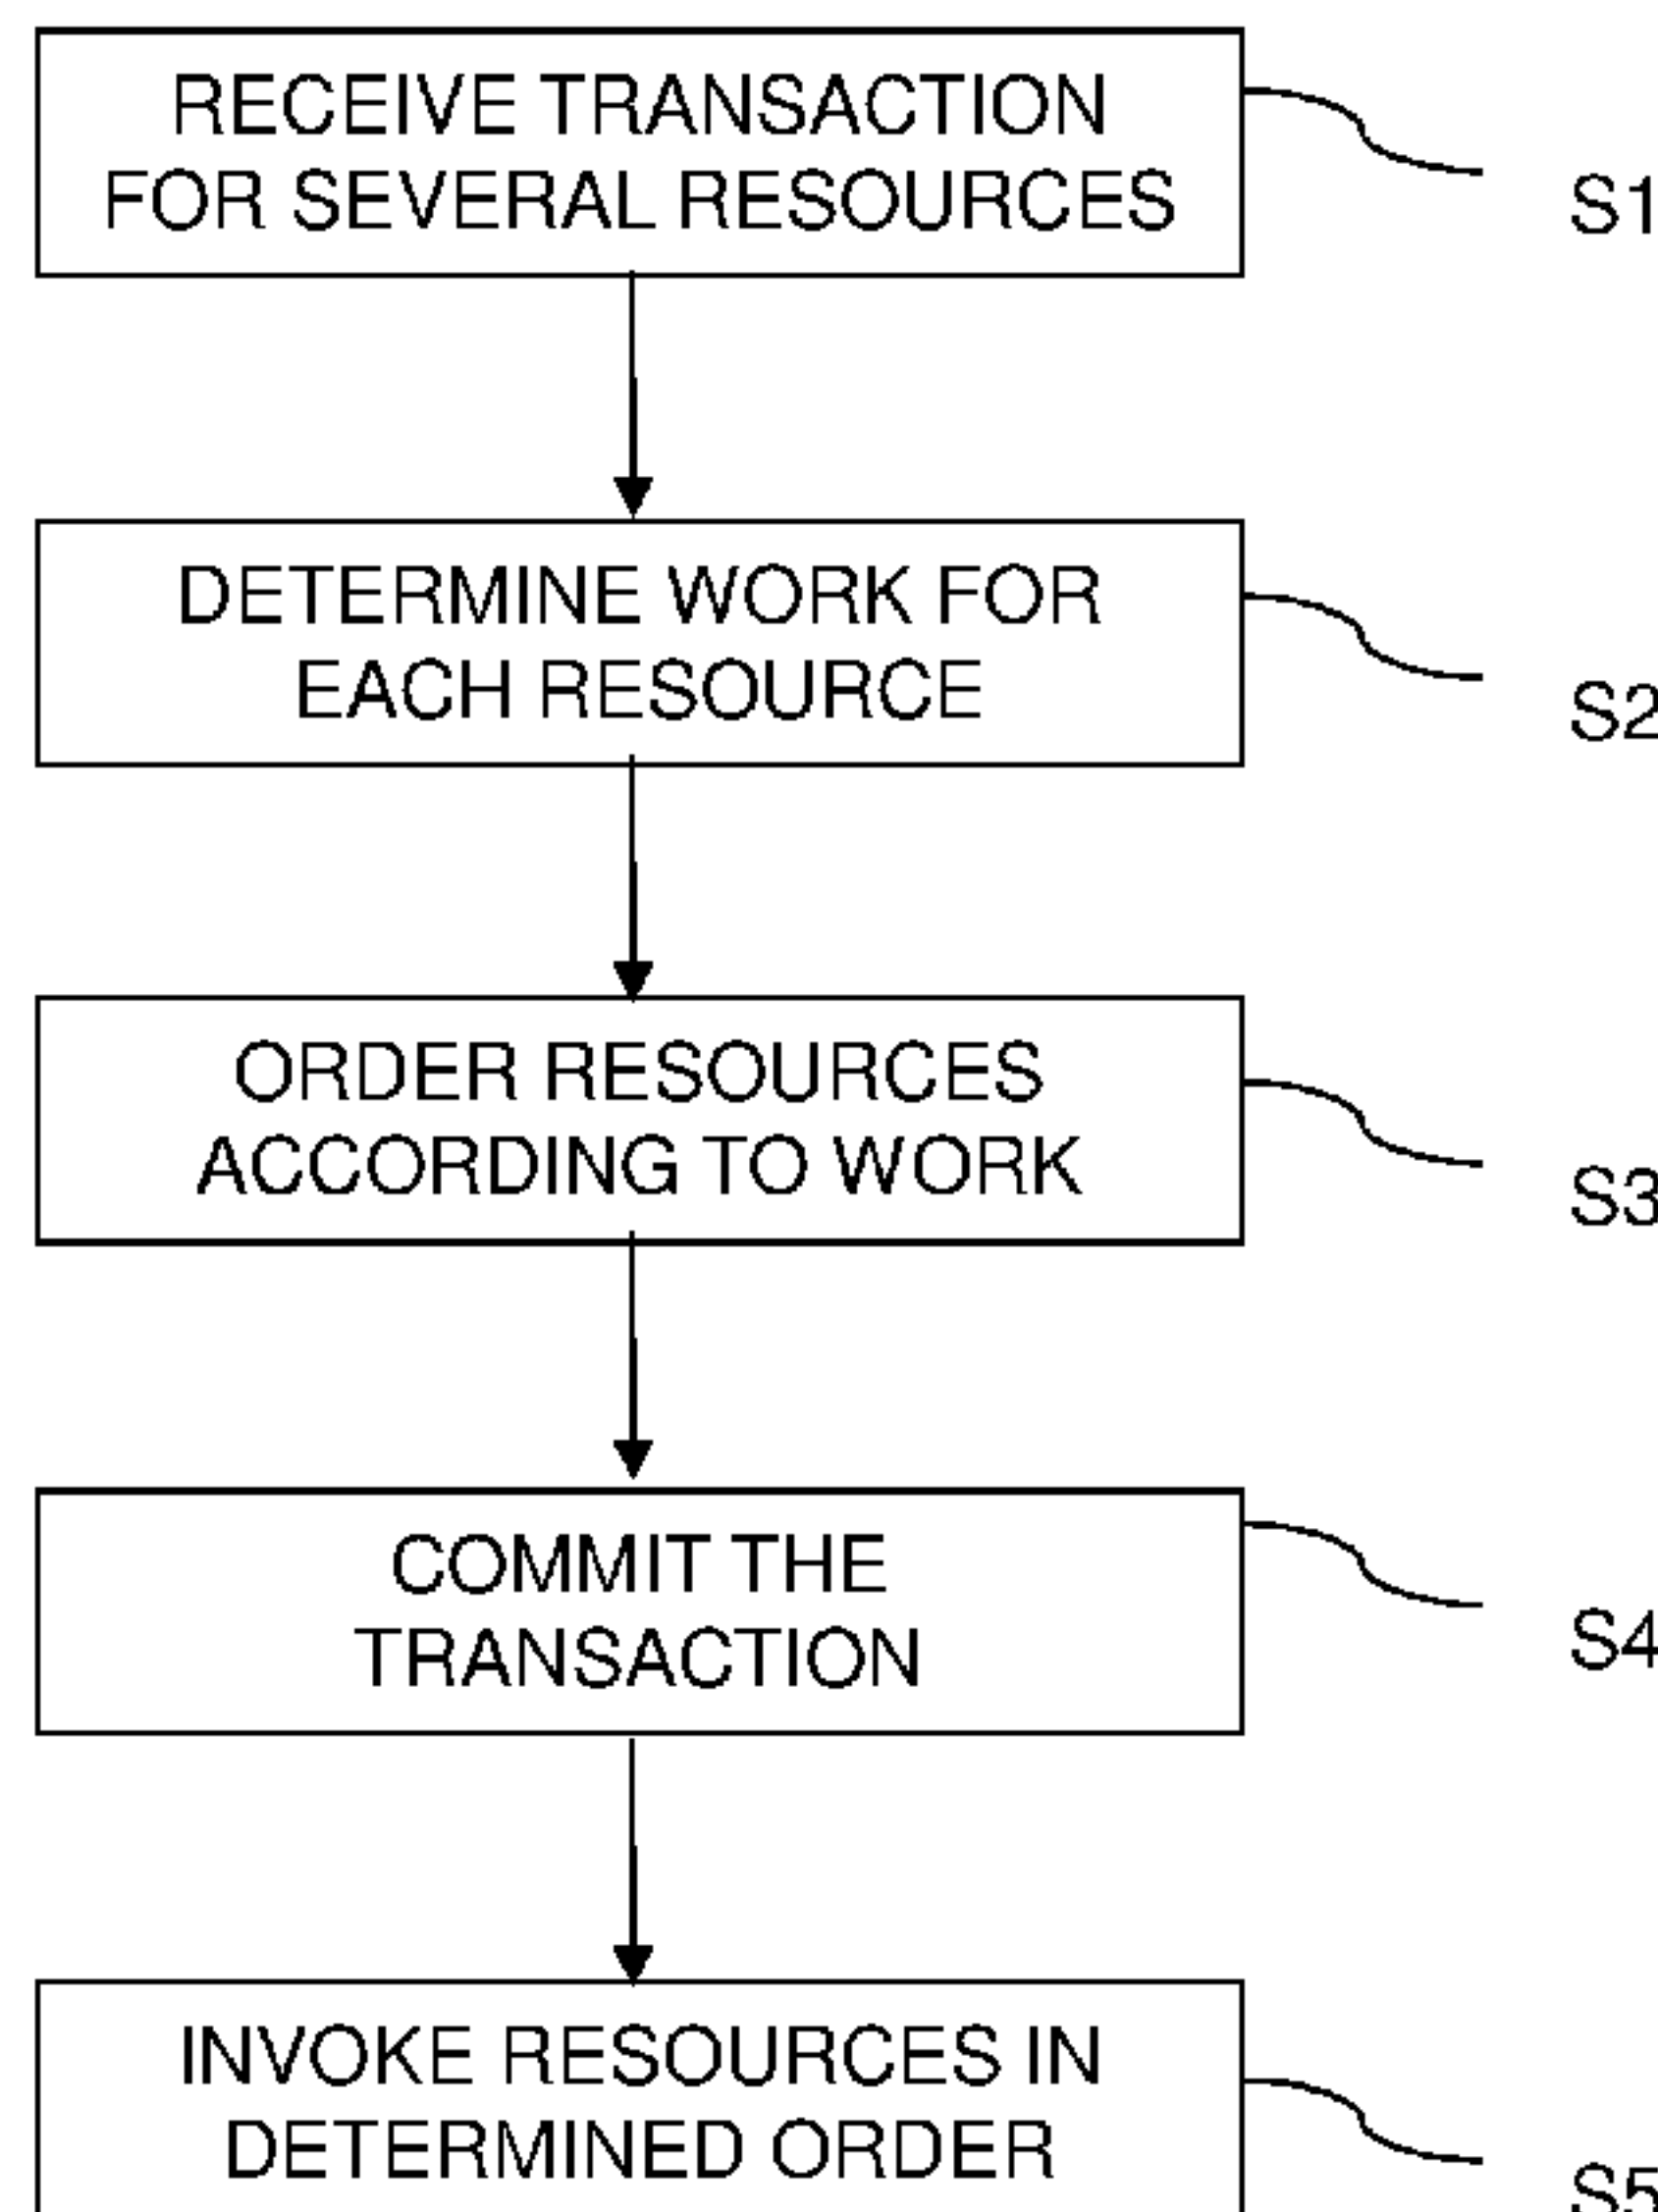 RECEIVE TRANSACTION
FOR SEVERAL RESOURCES
S1
DETERMINE WORK FOR
EACH RESOURCE
S2
ORDER RESOURCES
ACCORDING TO WORK
S3
COMMIT THE
TRANSACTION
S4
INVOKE RESOURCES IN
DETERMINED ORDER
S5